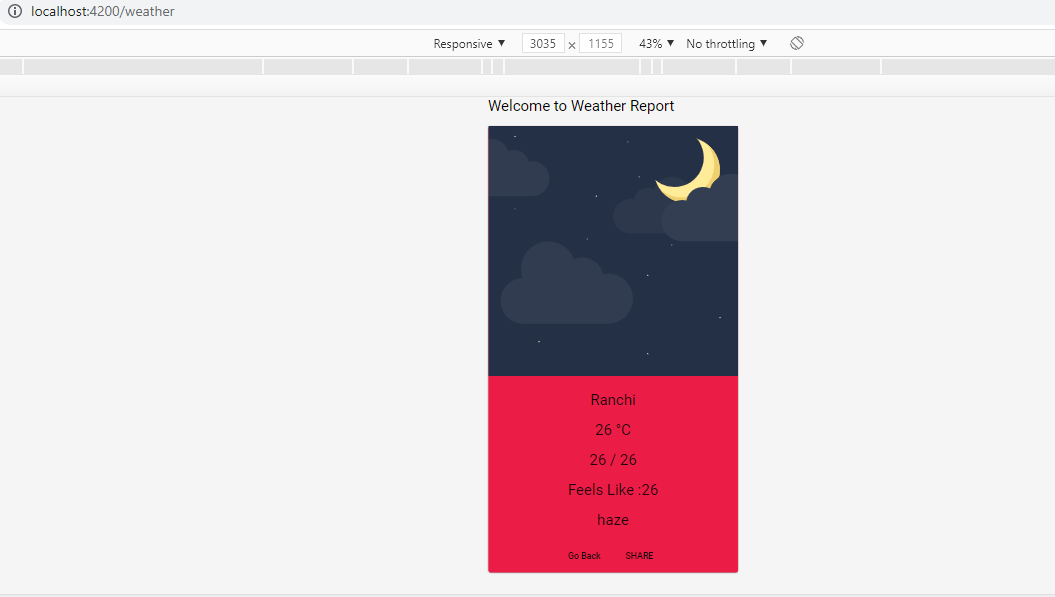 localhost:4200/weather
Responsive ▼ 3035 × 1155 43% ▼ No throttling ▼
Welcome to Weather Report
Ranchi
26 °C
26 / 26
Feels Like :26
haze
Go Back SHARE